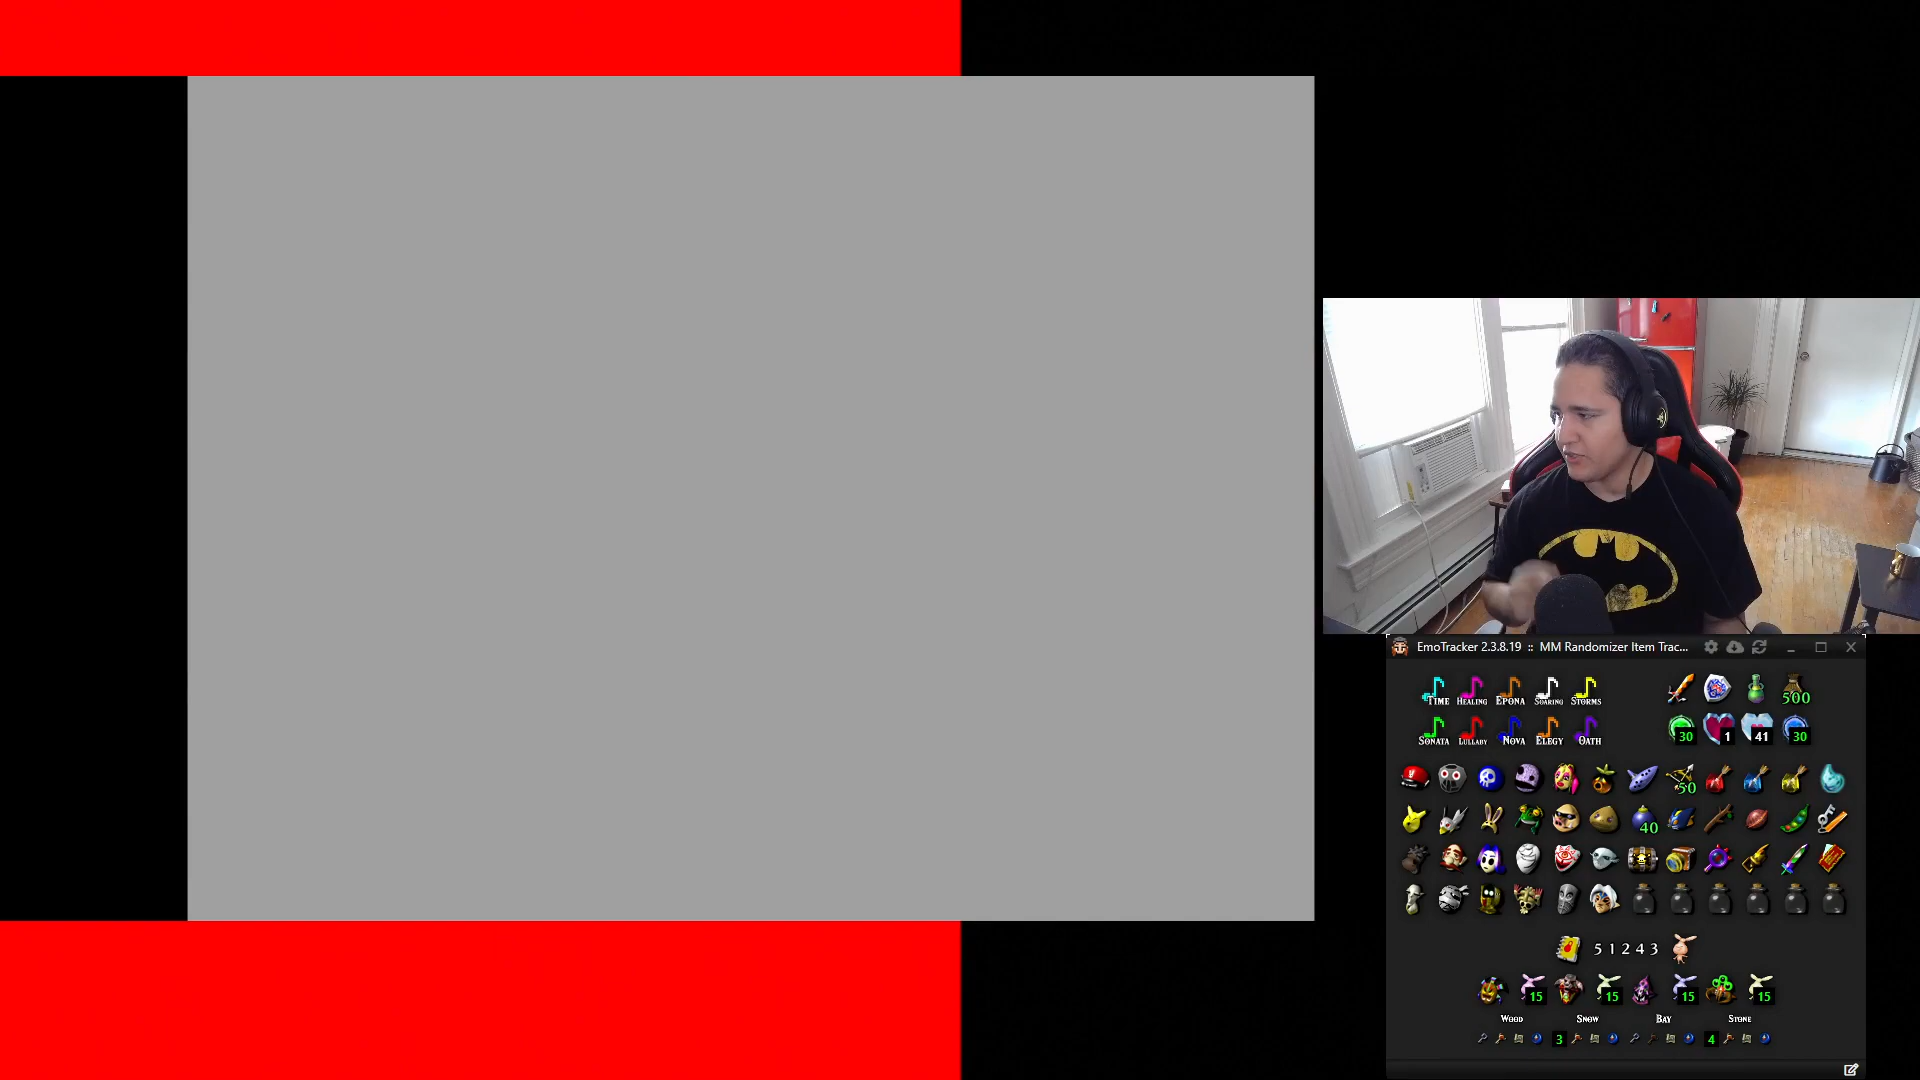 EmoTracker 2.3.8.19 :: MM Randomizer Item Trac...
TIME HEALING EPONA SOARING STORMS
500
SONATA LULLABY NOVA ELEGY OATH
30 1 41 30
50
40
5 1 2 4 3
15 15 15 15
WOOD SNOW BAY STONE
3 4